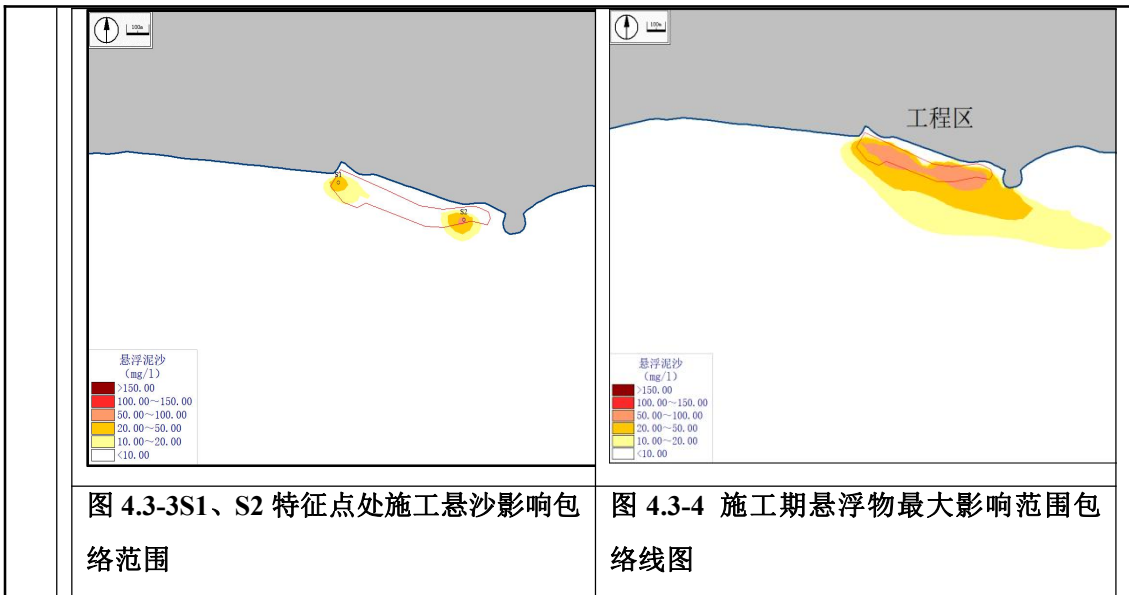 100m
S1
S2
悬浮泥沙
(mg/l)
>150.00
100.00～150.00
50.00～100.00
20.00～50.00
10.00～20.00
<10.00
图 4.3-3S1、S2 特征点处施工悬沙影响包
络范围
100m
工程区
悬浮泥沙
(mg/l)
>150.00
100.00～150.00
50.00～100.00
20.00～50.00
10.00～20.00
<10.00
图 4.3-4 施工期悬浮物最大影响范围包
络线图